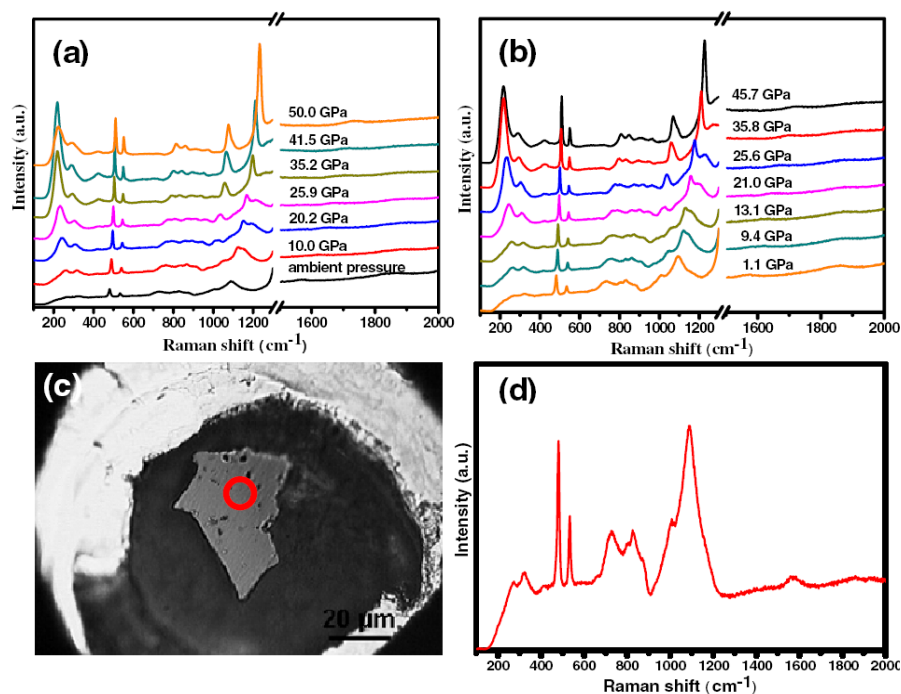 (a)
Intensity (a.u.)
50.0 GPa
41.5 GPa
35.2 GPa
25.9 GPa
20.2 GPa
10.0 GPa
ambient pressure
200 400 600 800 1000 1200 1600 1800 2000
Raman shift (cm-1)
(b)
Intensity (a.u.)
45.7 GPa
35.8 GPa
25.6 GPa
21.0 GPa
13.1 GPa
9.4 GPa
1.1 GPa
200 400 600 800 1000 1200 1600 1800 2000
Raman shift (cm-1)
(c)
20 μm
(d)
Intensity (a.u.)
200 400 600 800 1000 1200 1400 1600 1800 2000
Raman shift (cm-1)